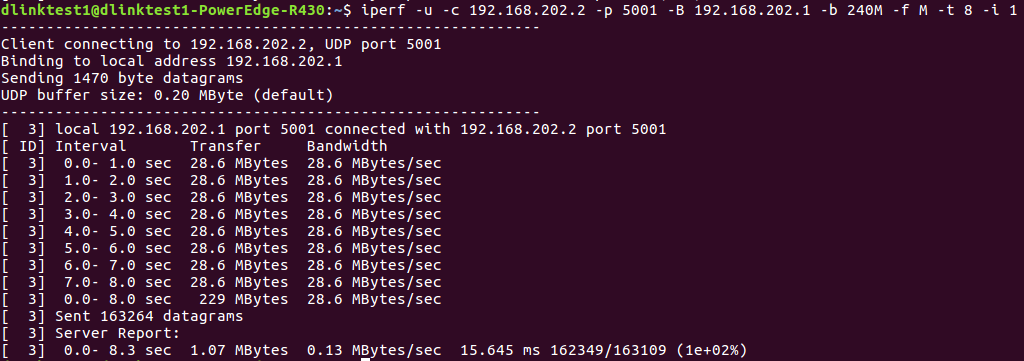 dlinktest1@dlinktest1-PowerEdge-R430:~$ iperf -u -c 192.168.202.2 -p 5001 -B 192.168.202.1 -b 240M -f M -t 8 -i 1
------------------------------------------------------------
Client connecting to 192.168.202.2, UDP port 5001
Binding to local address 192.168.202.1
Sending 1470 byte datagrams
UDP buffer size: 0.20 MByte (default)
------------------------------------------------------------
[  3] local 192.168.202.1 port 5001 connected with 192.168.202.2 port 5001
[ ID] Interval       Transfer     Bandwidth
[  3]  0.0- 1.0 sec  28.6 MBytes  28.6 MBytes/sec
[  3]  1.0- 2.0 sec  28.6 MBytes  28.6 MBytes/sec
[  3]  2.0- 3.0 sec  28.6 MBytes  28.6 MBytes/sec
[  3]  3.0- 4.0 sec  28.6 MBytes  28.6 MBytes/sec
[  3]  4.0- 5.0 sec  28.6 MBytes  28.6 MBytes/sec
[  3]  5.0- 6.0 sec  28.6 MBytes  28.6 MBytes/sec
[  3]  6.0- 7.0 sec  28.6 MBytes  28.6 MBytes/sec
[  3]  7.0- 8.0 sec  28.6 MBytes  28.6 MBytes/sec
[  3]  0.0- 8.0 sec   229 MBytes  28.6 MBytes/sec
[  3] Sent 163264 datagrams
[  3] Server Report:
[  3]  0.0- 8.3 sec  1.07 MBytes  0.13 MBytes/sec  15.645 ms 162349/163109 (1e+02%)